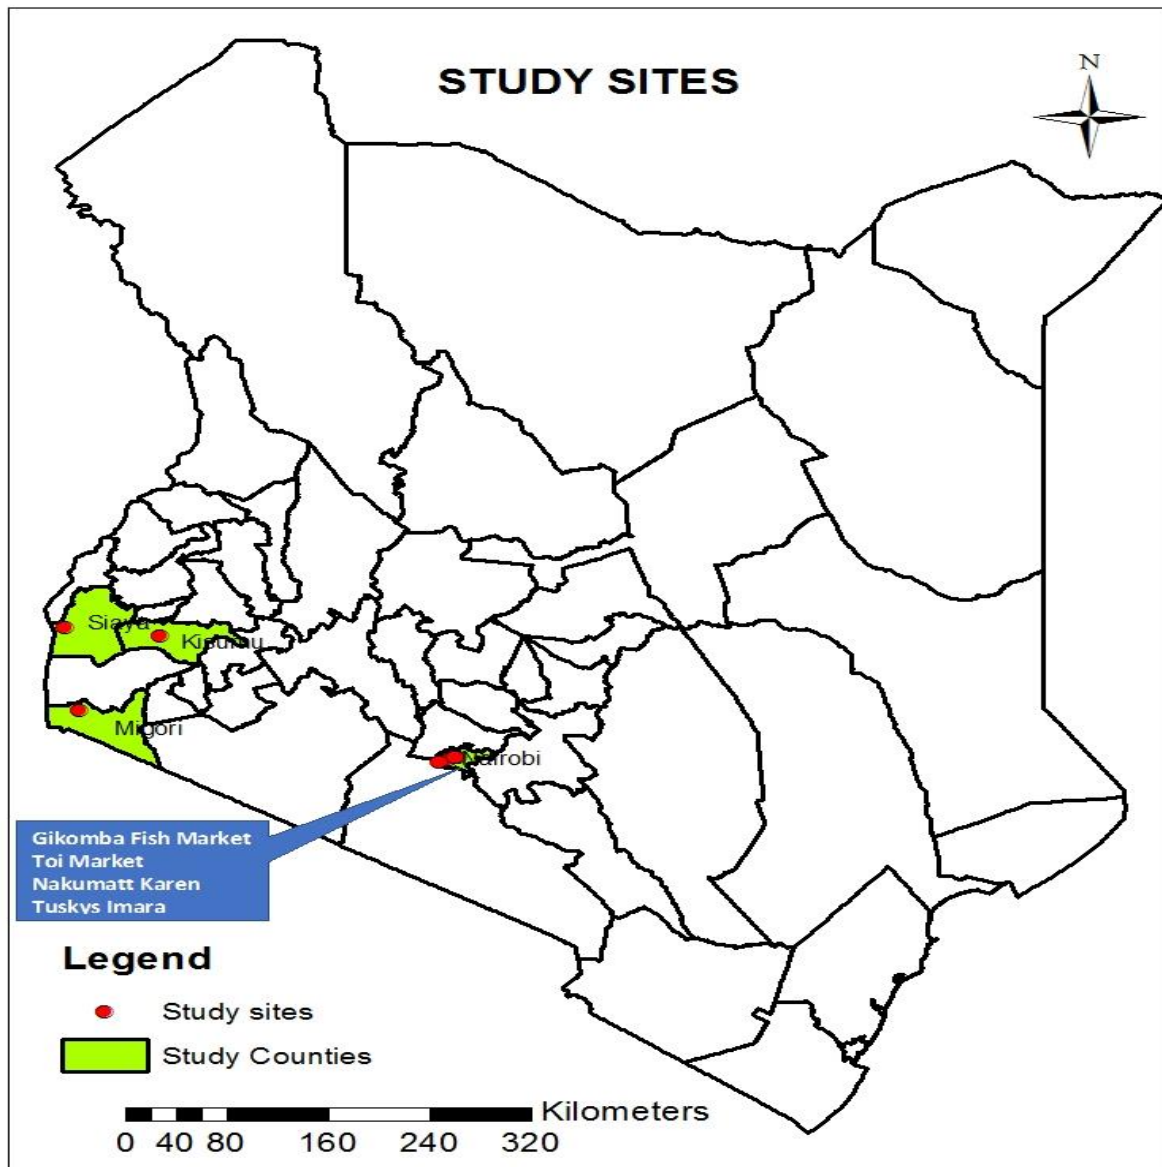 STUDY SITES
N
Siaya
Kisumu
Migori
Nairobi
Gikomba Fish Market
Toi Market
Nakumatt Karen
Tuskys Imara
Legend
Study sites
Study Counties
Kilometers
0 40 80 160 240 320